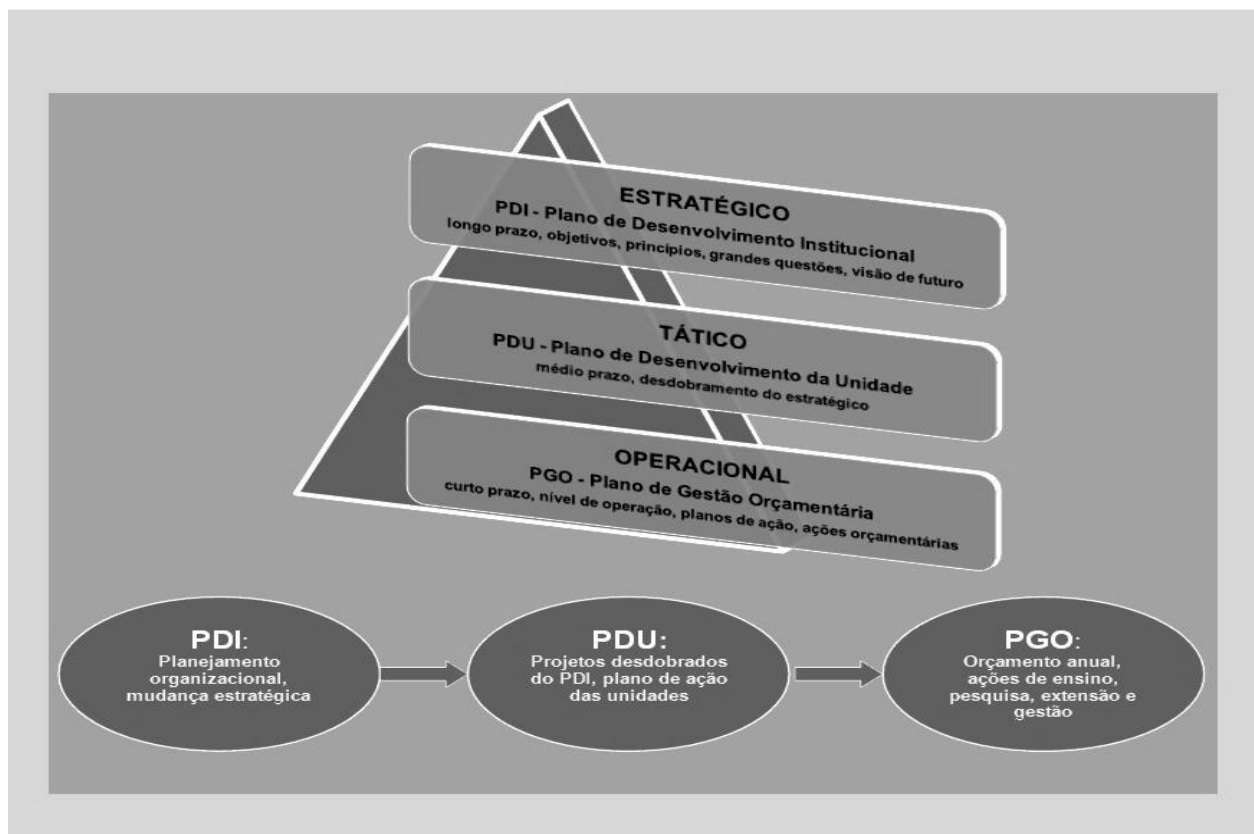 ESTRATÉGICO
PDI - Plano de Desenvolvimento Institucional
longo prazo, objetivos, princípios, grandes questões, visão de futuro
TÁTICO
PDU - Plano de Desenvolvimento da Unidade
médio prazo, desdobramento do estratégico
OPERACIONAL
PGO - Plano de Gestão Orçamentária
curto prazo, nível de operação, planos de ação, ações orçamentárias
PDI:
Planejamento
organizacional,
mudança estratégica
PDU:
Projetos desdobrados
do PDI, plano de ação
das unidades
PGO:
Orçamento anual,
ações de ensino,
pesquisa, extensão e
gestão